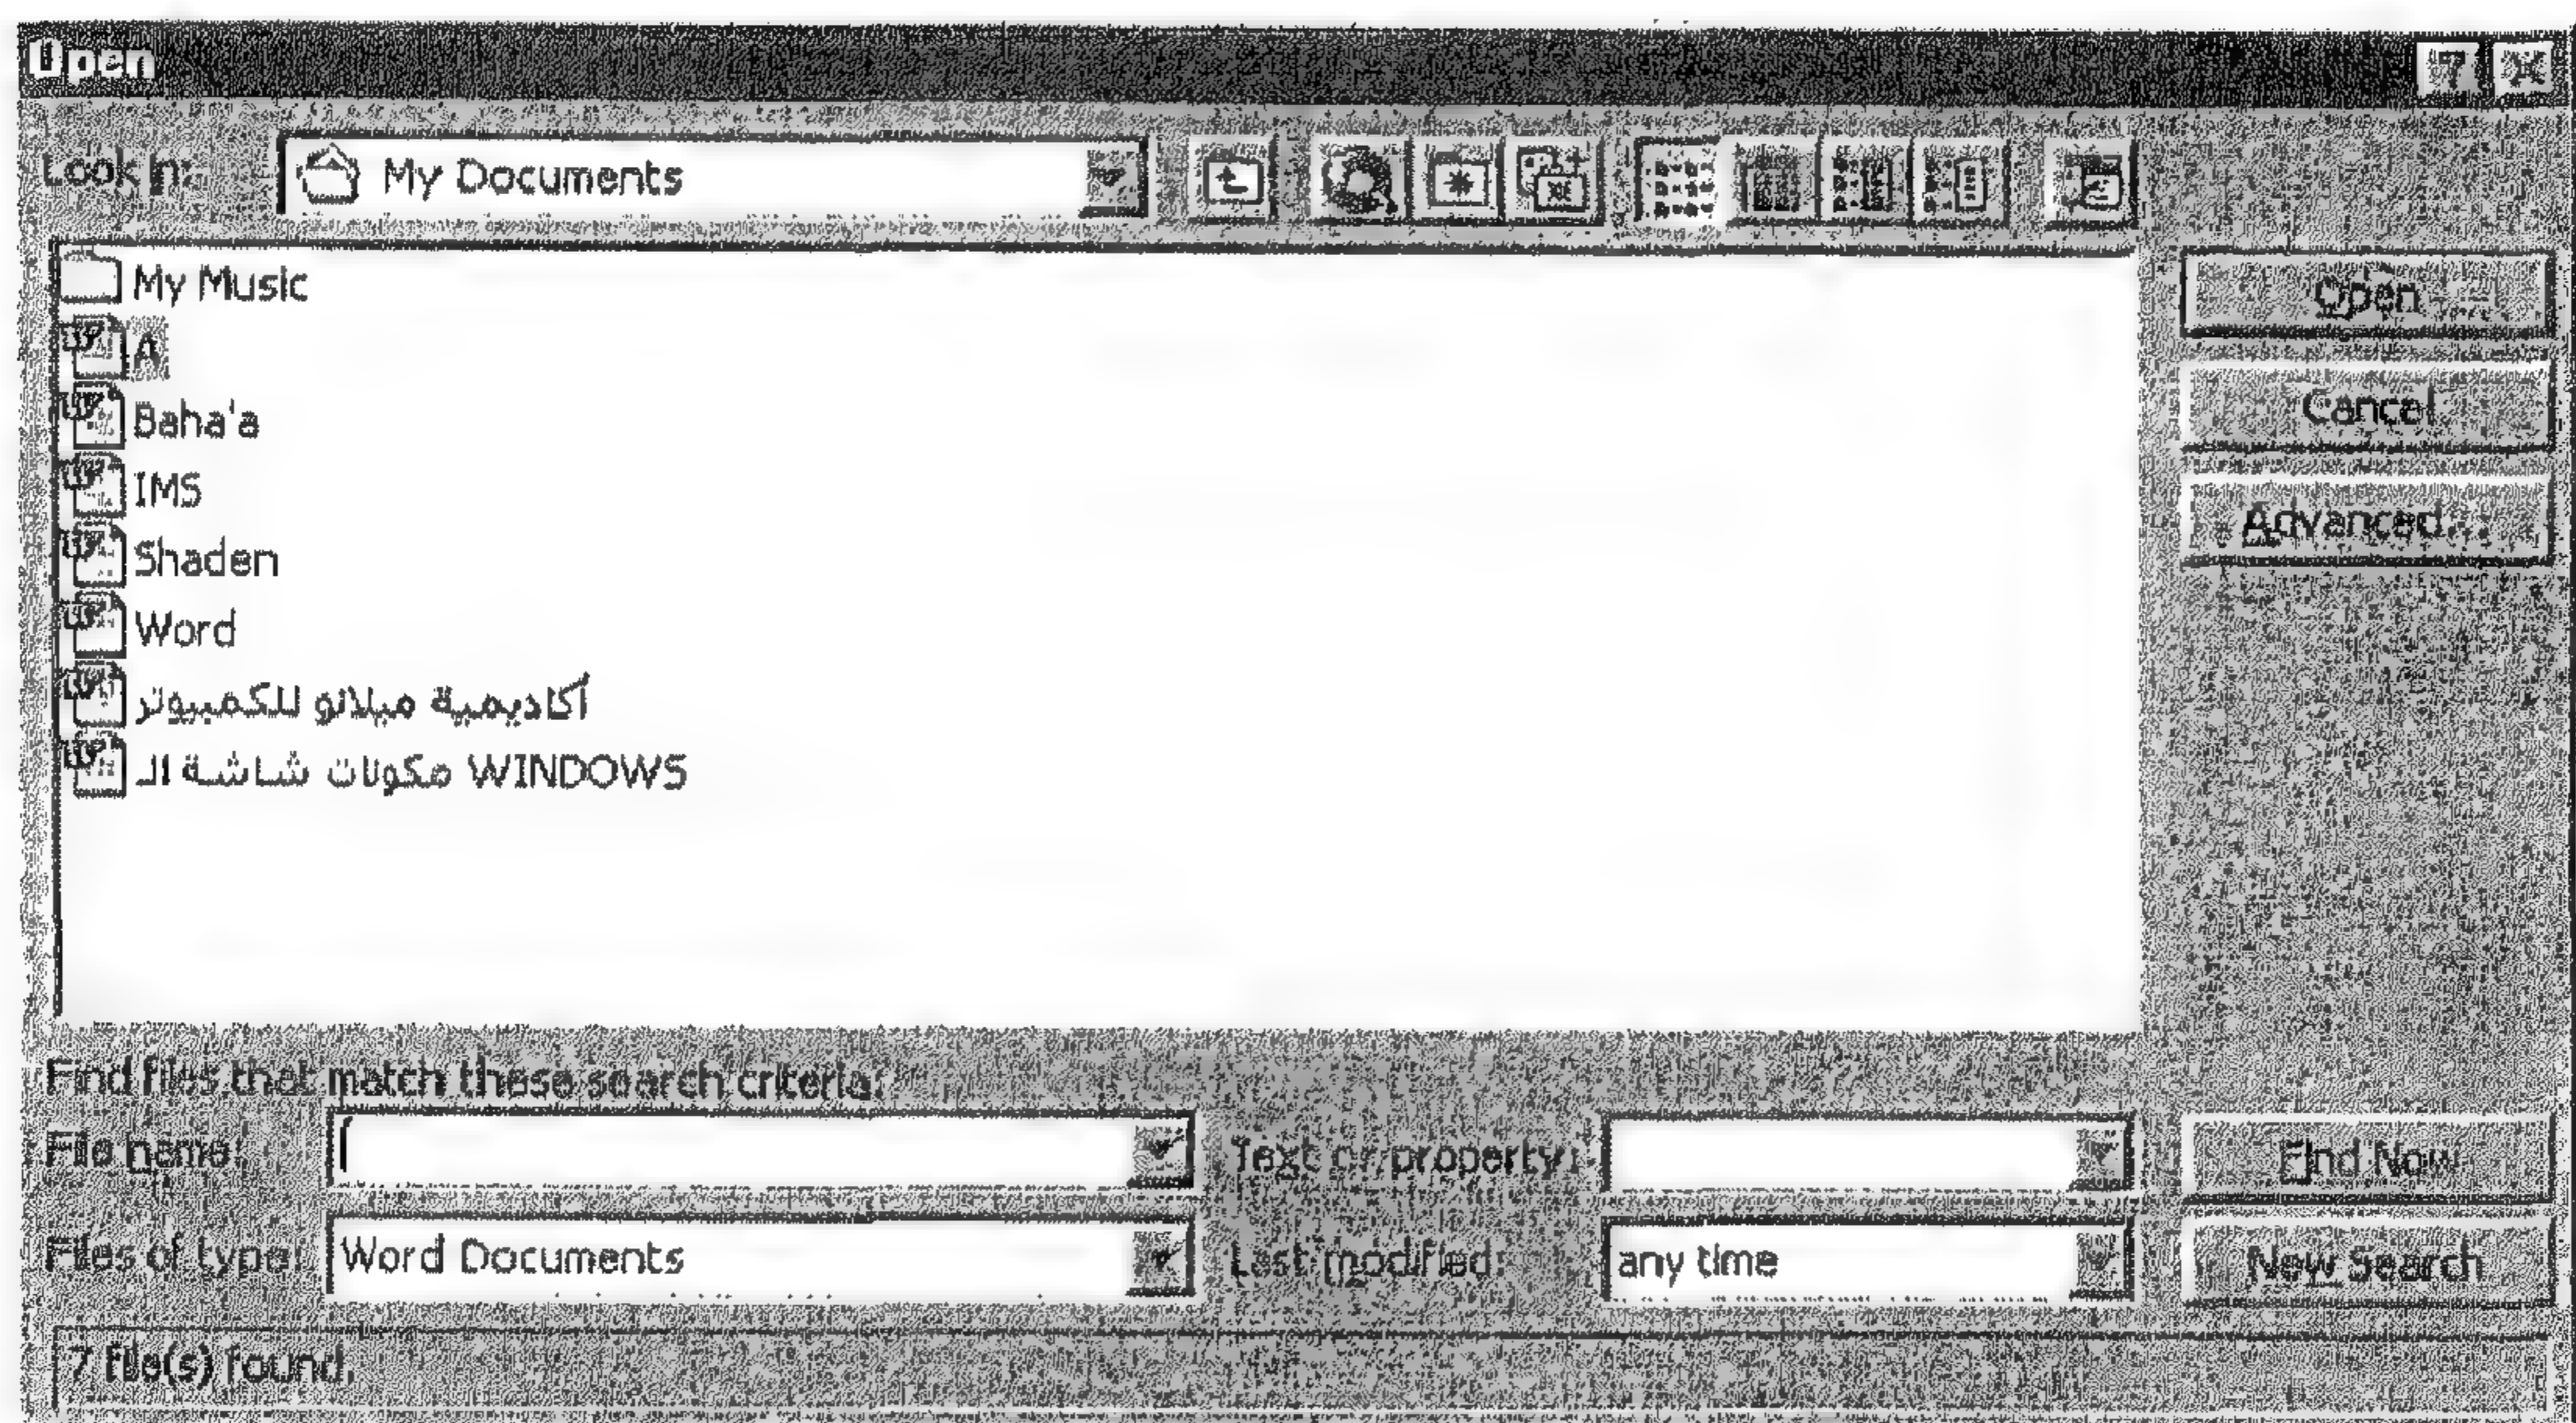 Open
Look in: My Documents
My Music
A
Baha'a
IMS
Shaden
Word
أكاديمية ميلانو للكمبيوتر
مكونات شاشة الـ WINDOWS
Open
Cancel
Advanced...
Find files that match these search criteria:
File name: Text or property: Find Now
Files of type: Word Documents Last modified: any time New Search
7 file(s) found.